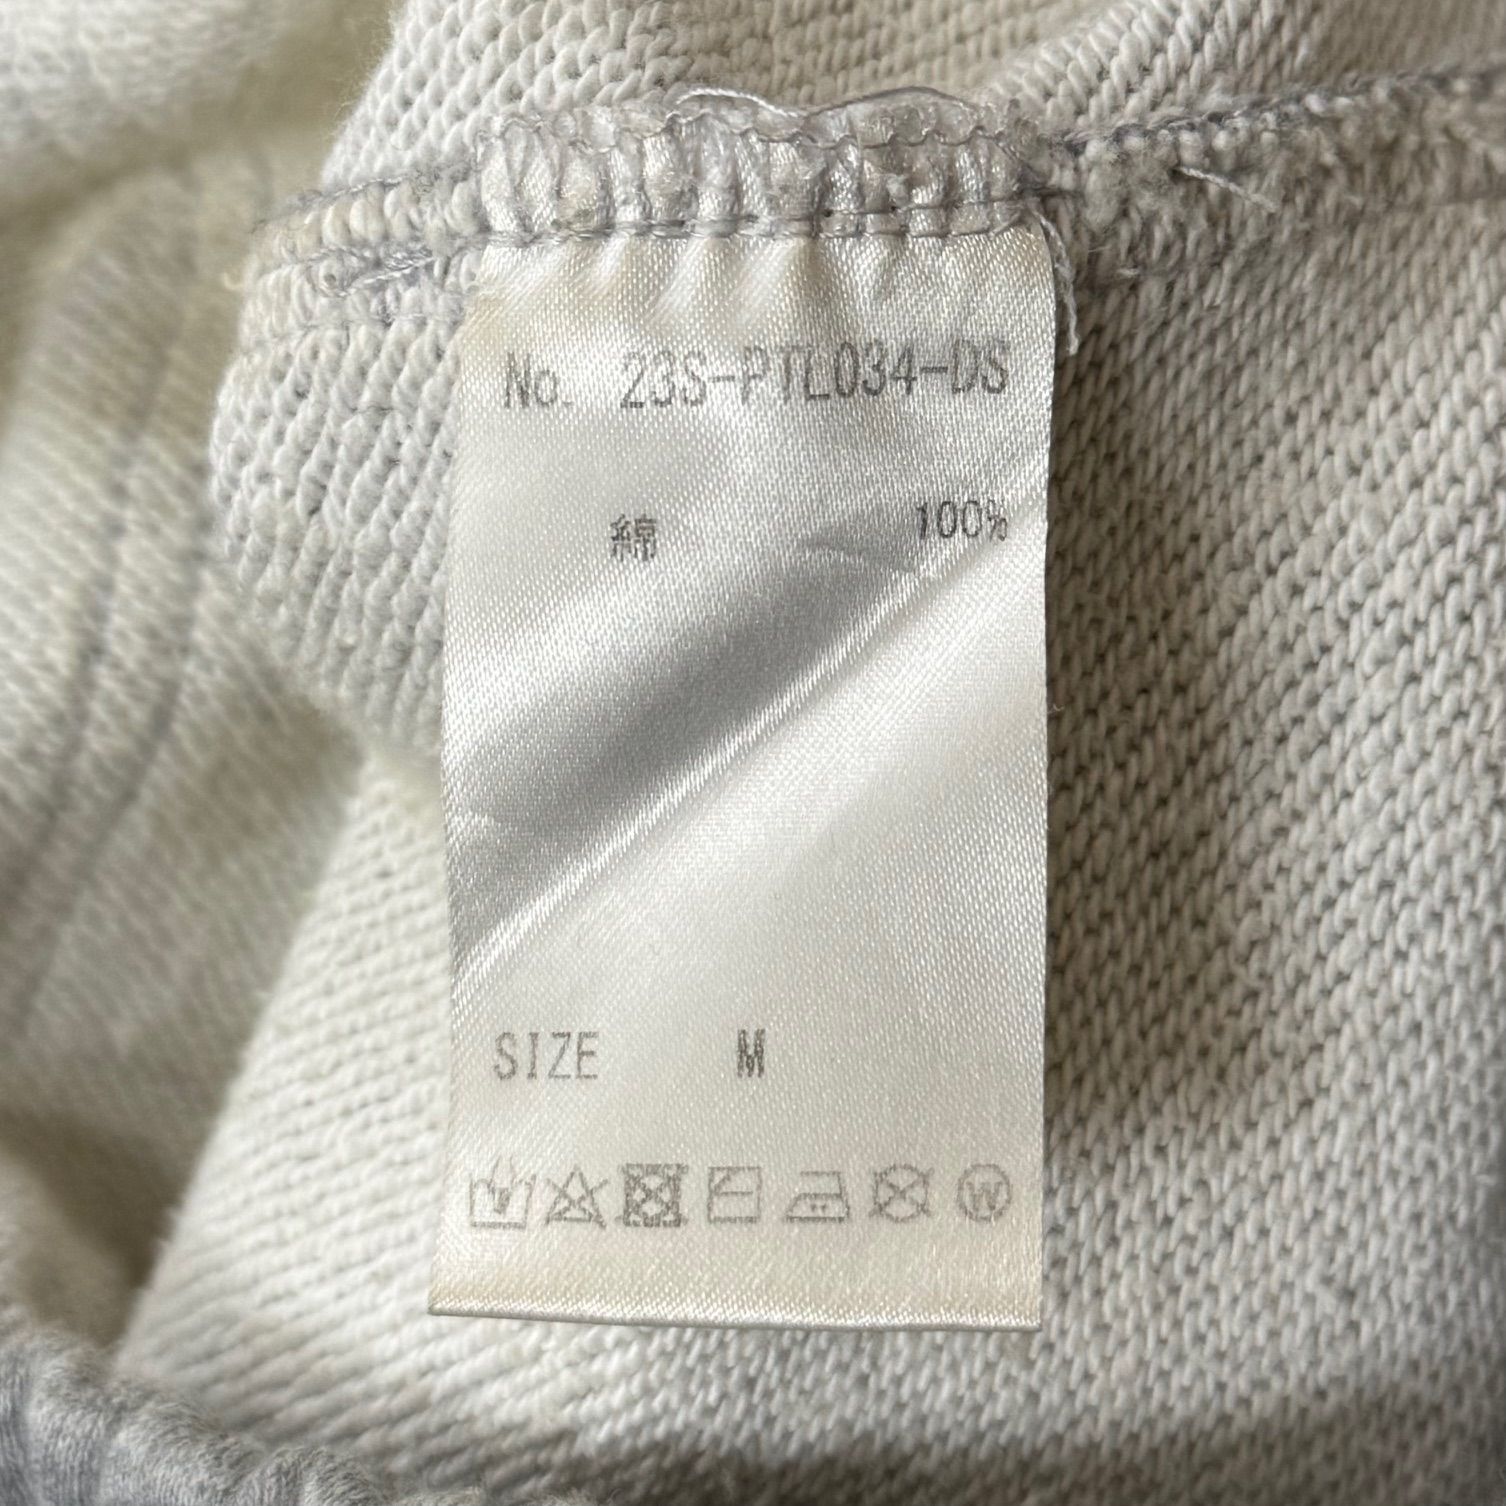 No. 23S-PTL034-DS
綿 100%
SIZE M
W